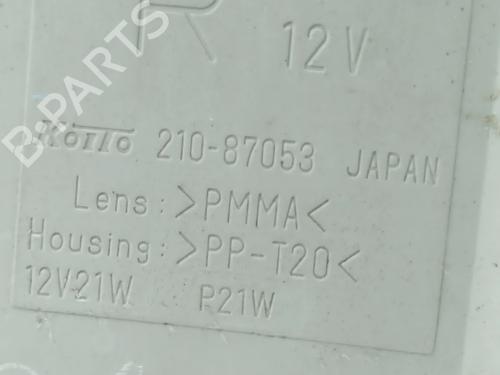 R 12V
Koito 210-87053 JAPAN
Lens: >PMMA<
Housing: >PP-T20<
12V21W P21W
B-PARTS